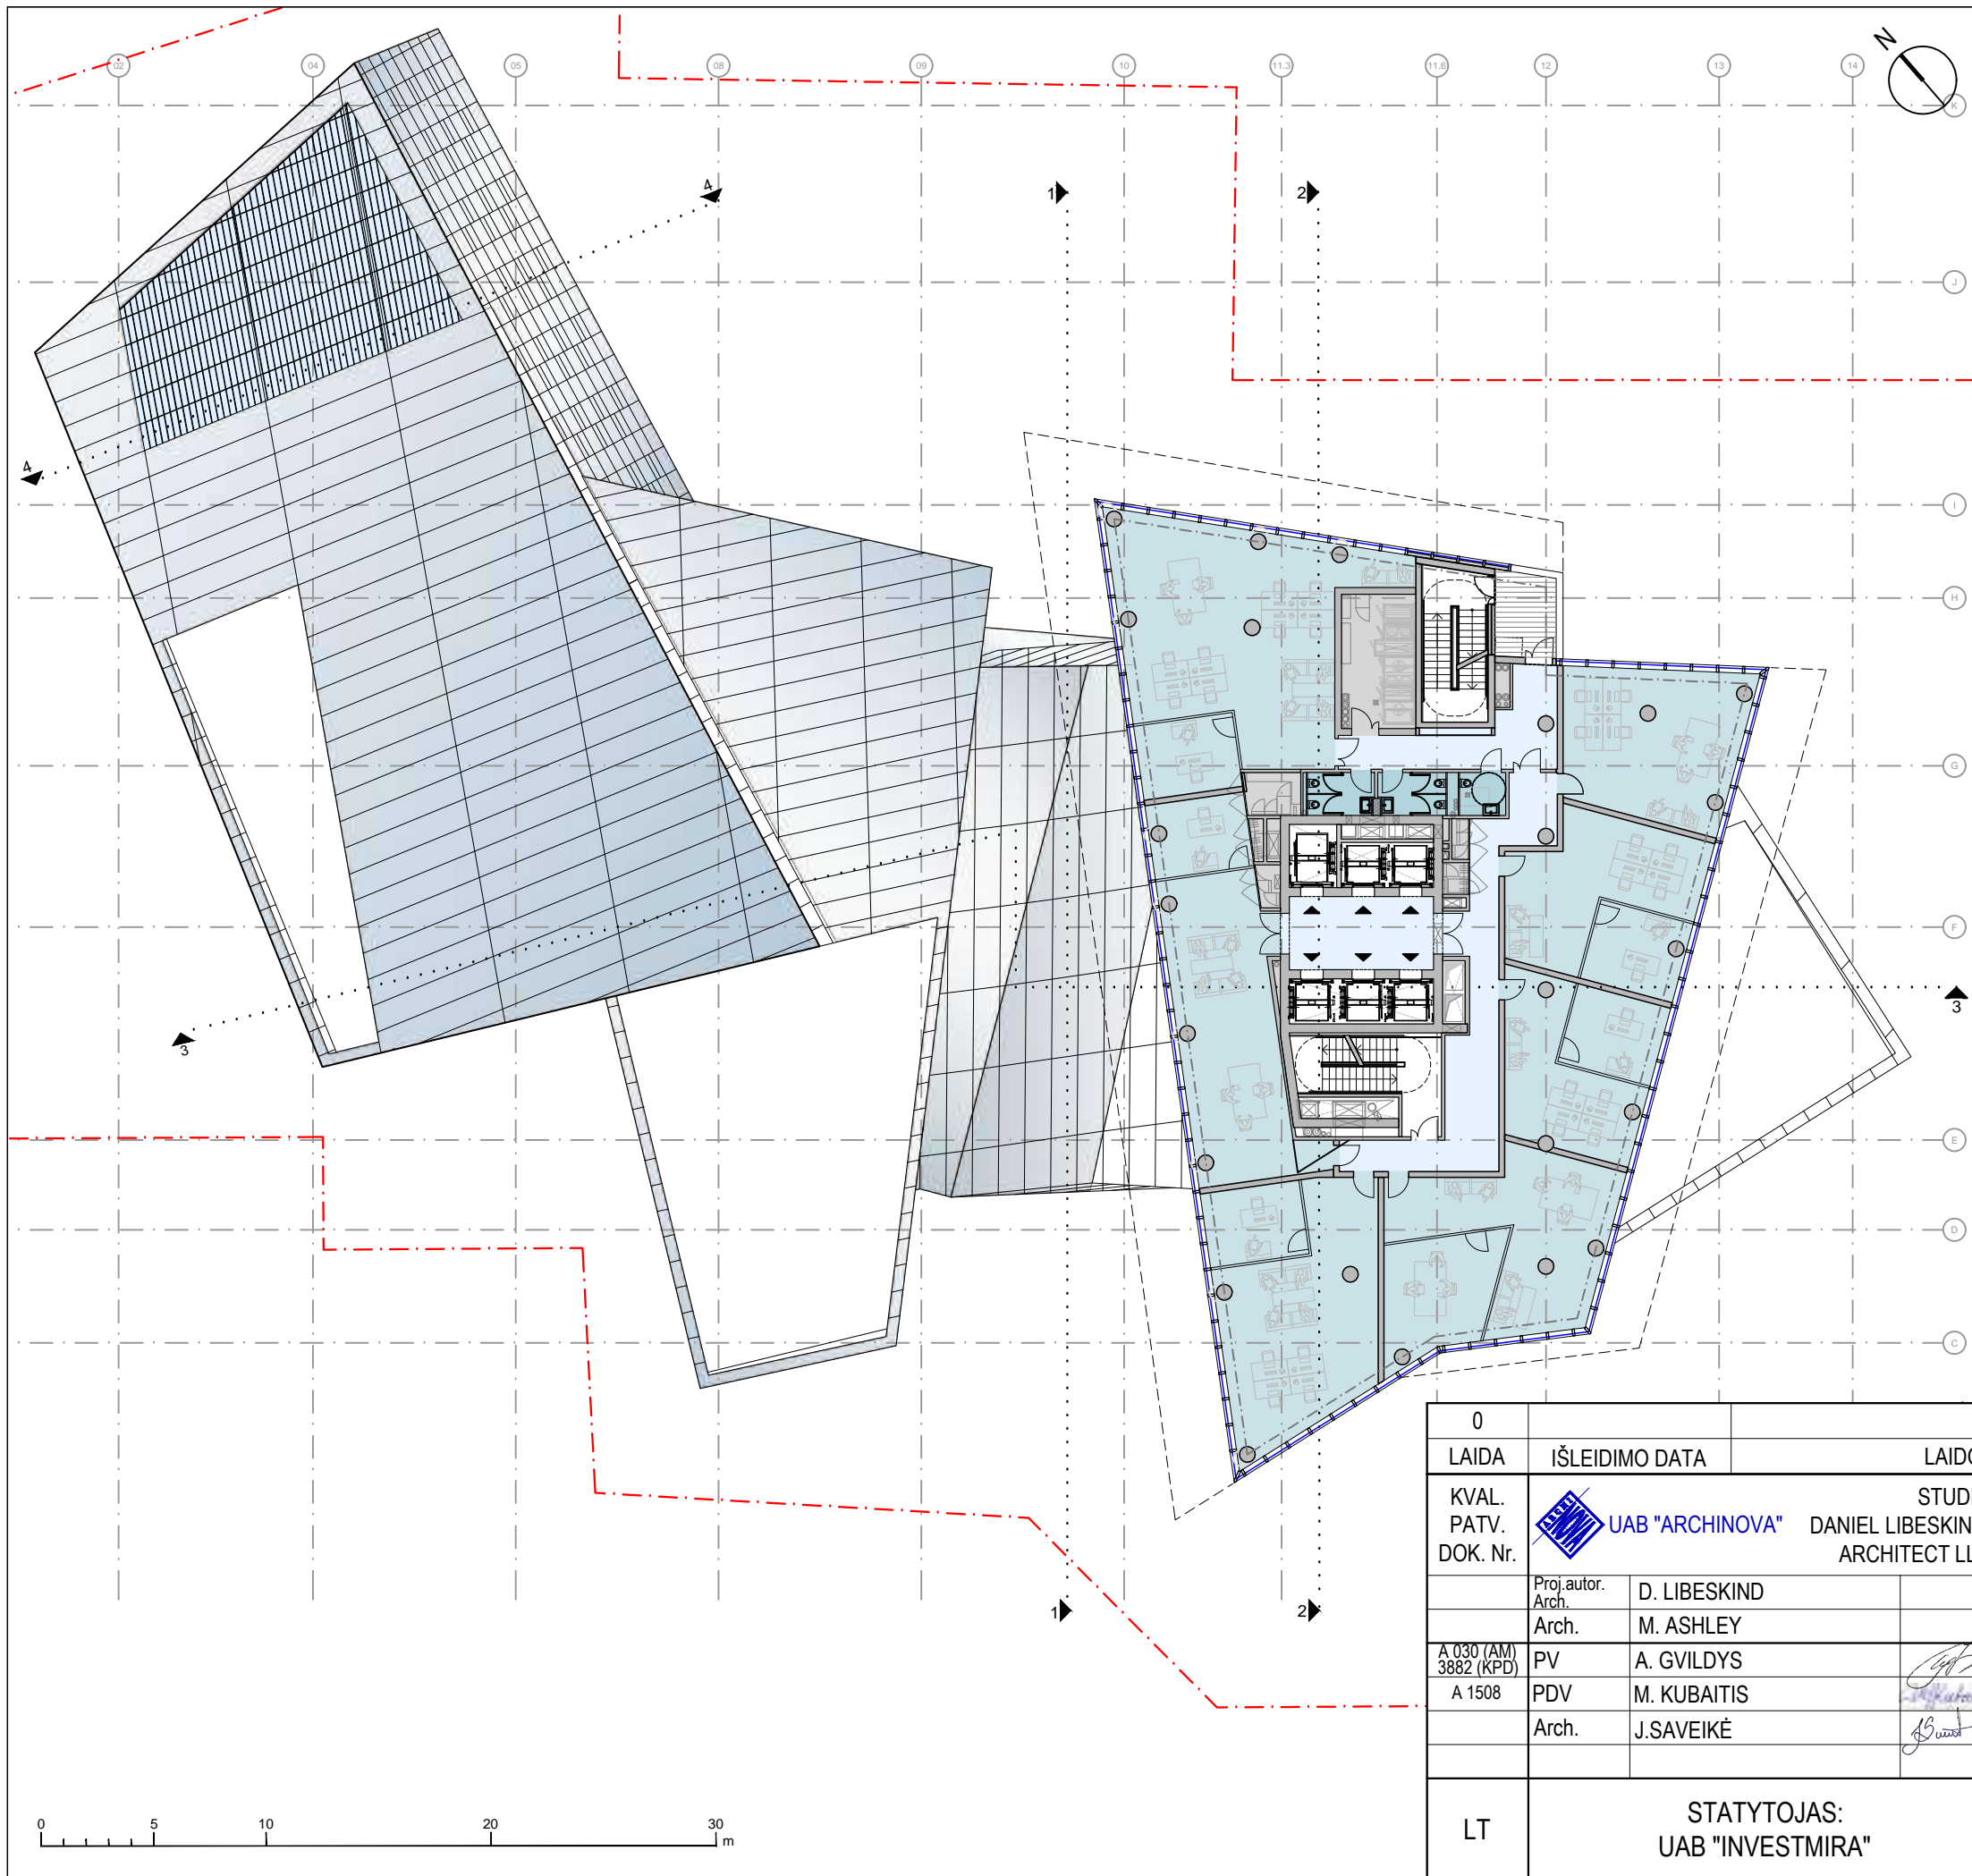 N
02 04 05 08 09 10 11.3 11.6 12 13 14
K
4 1 2
J
4
I
H
G
F
3
3
E
D
C
1 2
0
LAIDA IŠLEIDIMO DATA LAIDO
KVAL. PATV. DOK. Nr.
ARCHINOVA
UAB "ARCHINOVA"
STUDI
DANIEL LIBESKIN
ARCHITECT LL
Proj.autor. Arch. D. LIBESKIND
Arch. M. ASHLEY
A 030 (AM) 3882 (KPD) PV A. GVILDYS
A 1508 PDV M. KUBAITIS
Arch. J.SAVEIKĖ
LT
STATYTOJAS:
UAB "INVESTMIRA"
0 5 10 20 30 m